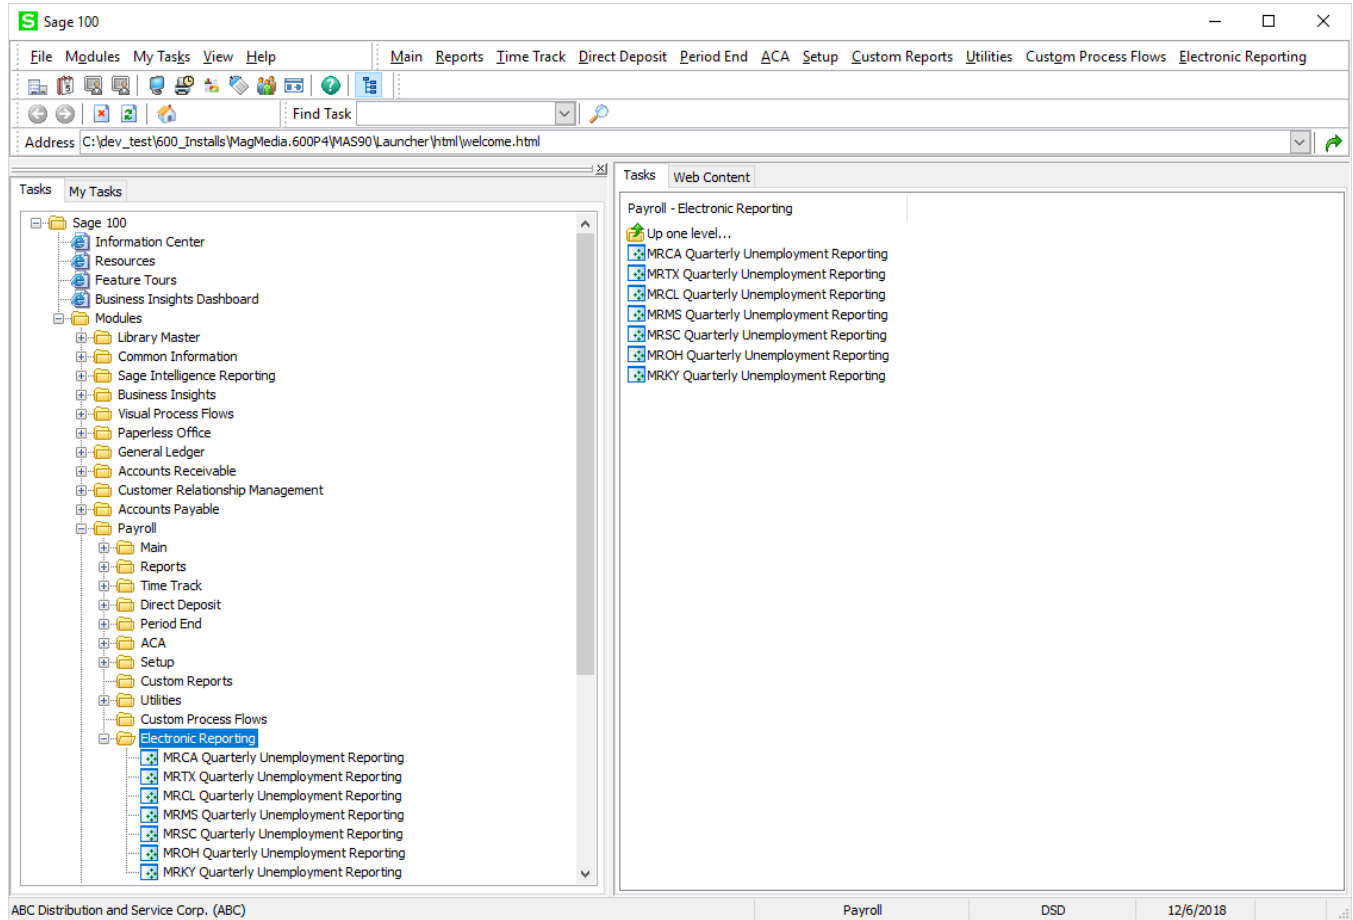 Sage 100
File Modules My Tasks View Help Main Reports Time Track Direct Deposit Period End ACA Setup Custom Reports Utilities Custom Process Flows Electronic Reporting
Find Task
Address C:\dev_test\600_Installs\MagMedia.600P4\MAS90\Launcher\html\welcome.html
Tasks My Tasks
Sage 100
Information Center
Resources
Feature Tours
Business Insights Dashboard
Modules
Library Master
Common Information
Sage Intelligence Reporting
Business Insights
Visual Process Flows
Paperless Office
General Ledger
Accounts Receivable
Customer Relationship Management
Accounts Payable
Payroll
Main
Reports
Time Track
Direct Deposit
Period End
ACA
Setup
Custom Reports
Utilities
Custom Process Flows
Electronic Reporting
MRCA Quarterly Unemployment Reporting
MRTX Quarterly Unemployment Reporting
MRCL Quarterly Unemployment Reporting
MRMS Quarterly Unemployment Reporting
MRSC Quarterly Unemployment Reporting
MROH Quarterly Unemployment Reporting
MRKY Quarterly Unemployment Reporting
Tasks Web Content
Payroll - Electronic Reporting
Up one level...
MRCA Quarterly Unemployment Reporting
MRTX Quarterly Unemployment Reporting
MRCL Quarterly Unemployment Reporting
MRMS Quarterly Unemployment Reporting
MRSC Quarterly Unemployment Reporting
MROH Quarterly Unemployment Reporting
MRKY Quarterly Unemployment Reporting
ABC Distribution and Service Corp. (ABC) Payroll DSD 12/6/2018